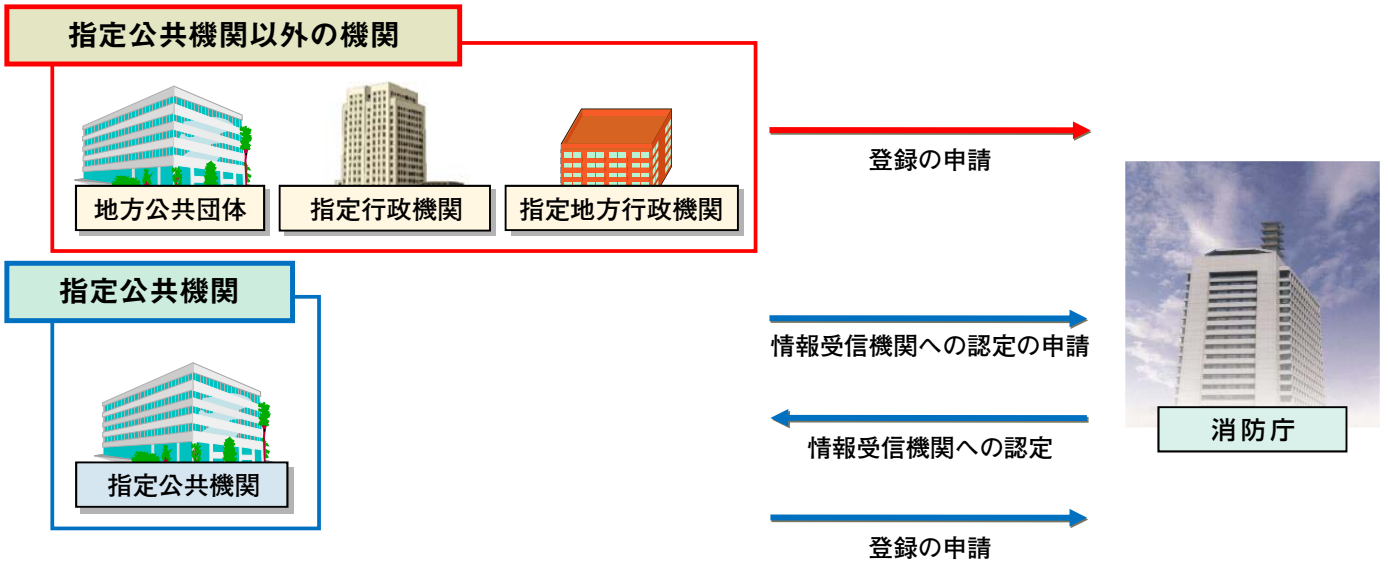 指定公共機関以外の機関
地方公共団体
指定行政機関
指定地方行政機関
登録の申請
指定公共機関
指定公共機関
情報受信機関への認定の申請
情報受信機関への認定
登録の申請
消防庁